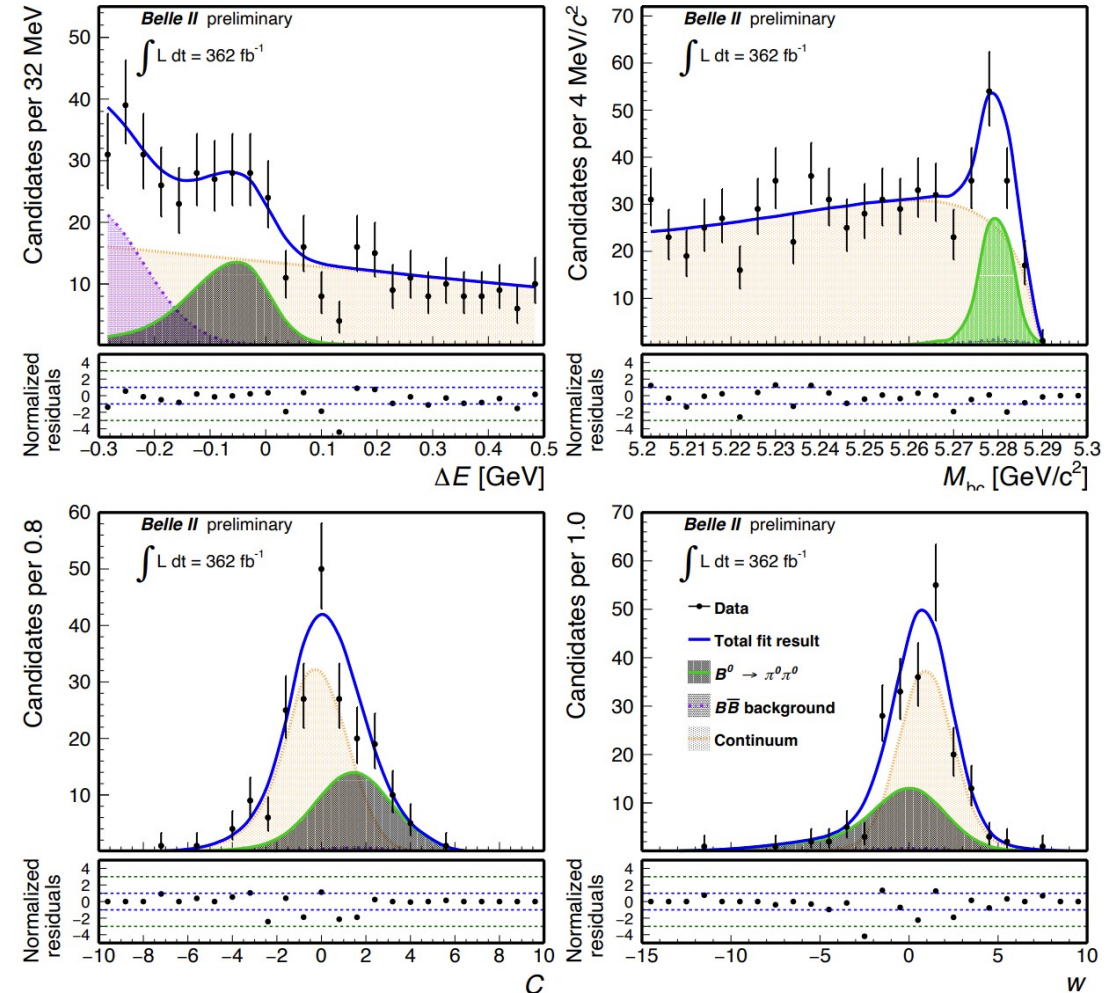 Belle II preliminary
∫ L dt = 362 fb⁻¹
Candidates per 32 MeV
50
40
30
20
10
Normalized residuals
4
2
0
−2
−4
−0.3 −0.2 −0.1 0 0.1 0.2 0.3 0.4 0.5
ΔE [GeV]
Belle II preliminary
∫ L dt = 362 fb⁻¹
Candidates per 4 MeV/c²
70
60
50
40
30
20
10
Normalized residuals
4
2
0
−2
−4
5.2 5.21 5.22 5.23 5.24 5.25 5.26 5.27 5.28 5.29 5.3
M_bc [GeV/c²]
Belle II preliminary
∫ L dt = 362 fb⁻¹
Candidates per 0.8
60
50
40
30
20
10
Normalized residuals
4
2
0
−2
−4
−10 −8 −6 −4 −2 0 2 4 6 8 10
C
Belle II preliminary
∫ L dt = 362 fb⁻¹
Candidates per 1.0
70
60
50
40
30
20
10
Data
Total fit result
B⁰ → π⁰π⁰
BB̅ background
Continuum
Normalized residuals
4
2
0
−2
−4
−15 −10 −5 0 5 10
w